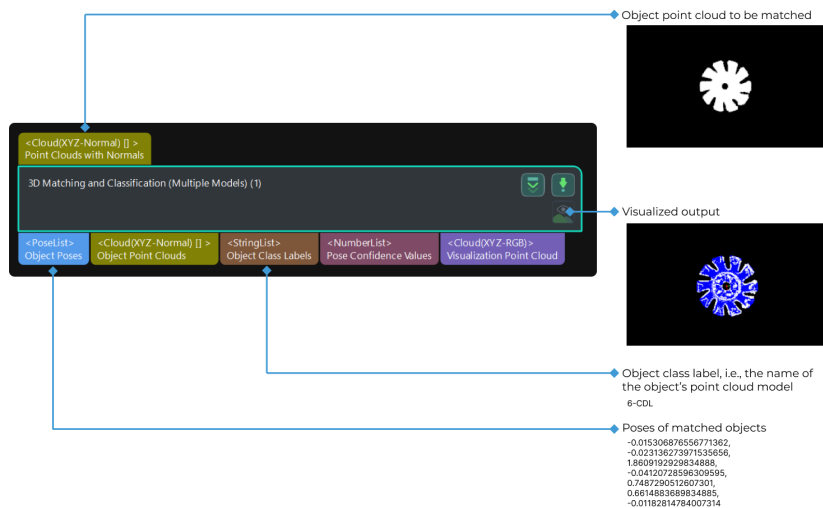 Object point cloud to be matched
<Cloud(XYZ-Normal) [] >
Point Clouds with Normals
3D Matching and Classification (Multiple Models) (1)
Visualized output
<PoseList>
Object Poses
<Cloud(XYZ-Normal) [] >
Object Point Clouds
<StringList>
Object Class Labels
<NumberList>
Pose Confidence Values
<Cloud(XYZ-RGB)>
Visualization Point Cloud
Object class label, i.e., the name of
the object's point cloud model
6-CDL
Poses of matched objects
-0.015306876556771362,
-0.023136273971535656,
1.8609192929834888,
-0.04120728596309595,
0.7487290512607301,
0.6614883689834885,
-0.01182814784007314